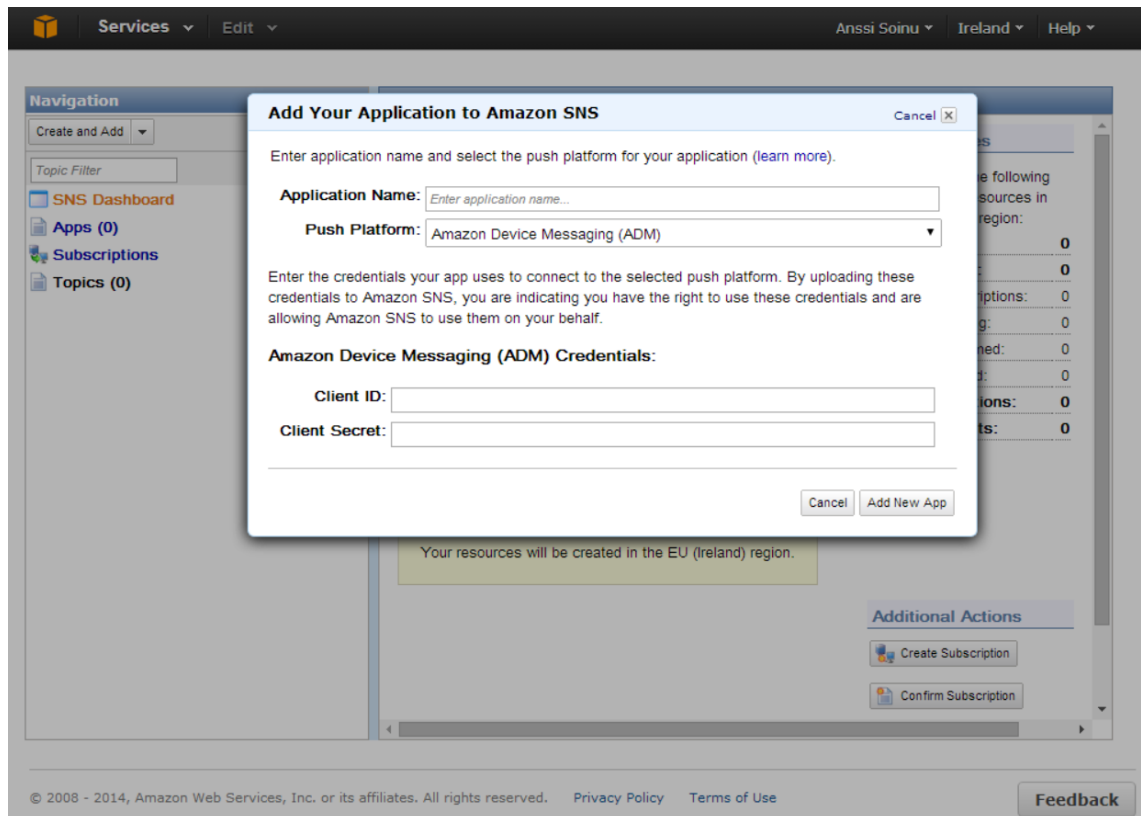 Services Edit Anssi Soinu Ireland Help
Navigation
Create and Add
Topic Filter
SNS Dashboard
Apps (0)
Subscriptions
Topics (0)
Add Your Application to Amazon SNS
Cancel
Enter application name and select the push platform for your application (learn more).
Application Name: Enter application name...
Push Platform: Amazon Device Messaging (ADM)
Enter the credentials your app uses to connect to the selected push platform. By uploading these
credentials to Amazon SNS, you are indicating you have the right to use these credentials and are
allowing Amazon SNS to use them on your behalf.
Amazon Device Messaging (ADM) Credentials:
Client ID:
Client Secret:
Cancel Add New App
following
sources in
region:
0
0
0
0
0
0
0
0
Your resources will be created in the EU (Ireland) region.
Additional Actions
Create Subscription
Confirm Subscription
© 2008 - 2014, Amazon Web Services, Inc. or its affiliates. All rights reserved. Privacy Policy Terms of Use
Feedback